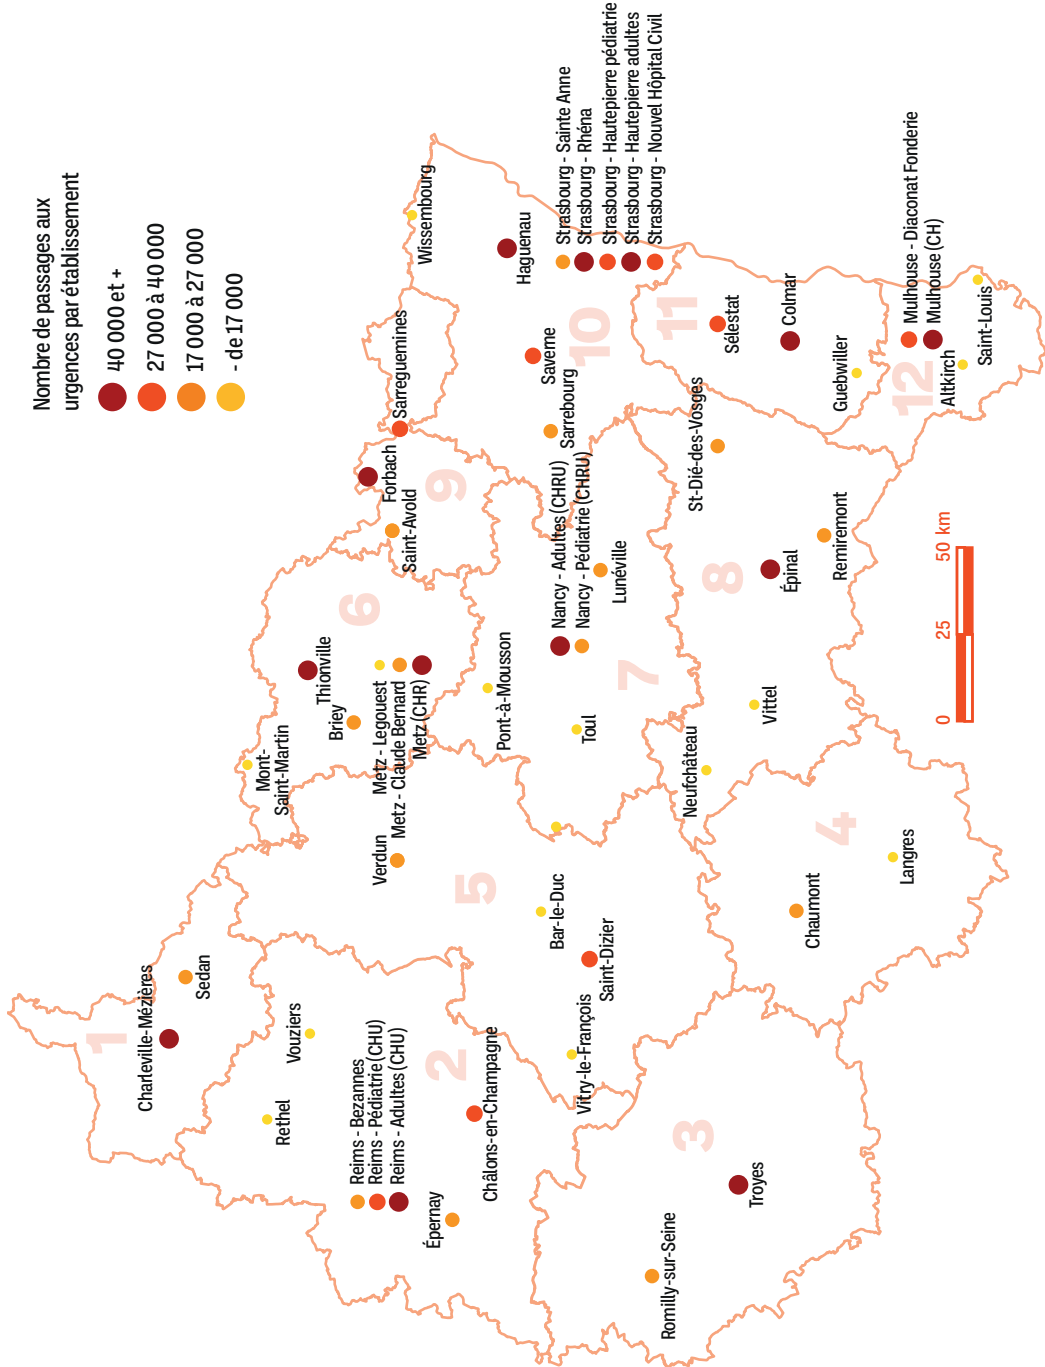 Nombre de passages aux
urgences par établissement
40 000 et +
27 000 à 40 000
17 000 à 27 000
- de 17 000
1
Charleville-Mézières
Sedan
2
Rethel
Vouziers
Reims - Bezannes
Reims - Pédiatrie (CHU)
Reims - Adultes (CHU)
Épernay
Châlons-en-Champagne
Vitry-le-François
3
Romilly-sur-Seine
Troyes
4
Chaumont
Langres
5
Verdun
Bar-le-Duc
Saint-Dizier
6
Mont-
Saint-Martin
Thionville
Briey
Metz - Legouest
Metz - Claude Bernard
Metz (CHR)
7
Pont-à-Mousson
Toul
Nancy - Adultes (CHRU)
Nancy - Pédiatrie (CHRU)
Lunéville
8
Neufchâteau
Vittel
Épinal
Remiremont
St-Dié-des-Vosges
9
Forbach
Saint-Avold
Sarreguemines
10
Wissembourg
Haguenau
Saverne
Sarrebourg
Strasbourg - Sainte Anne
Strasbourg - Rhéna
Strasbourg - Hautepierre pédiatrie
Strasbourg - Hautepierre adultes
Strasbourg - Nouvel Hôpital Civil
11
Sélestat
Colmar
Guebwiller
12
Mulhouse - Diaconat Fonderie
Mulhouse (CH)
Altkirch
Saint-Louis
0
25
50 km